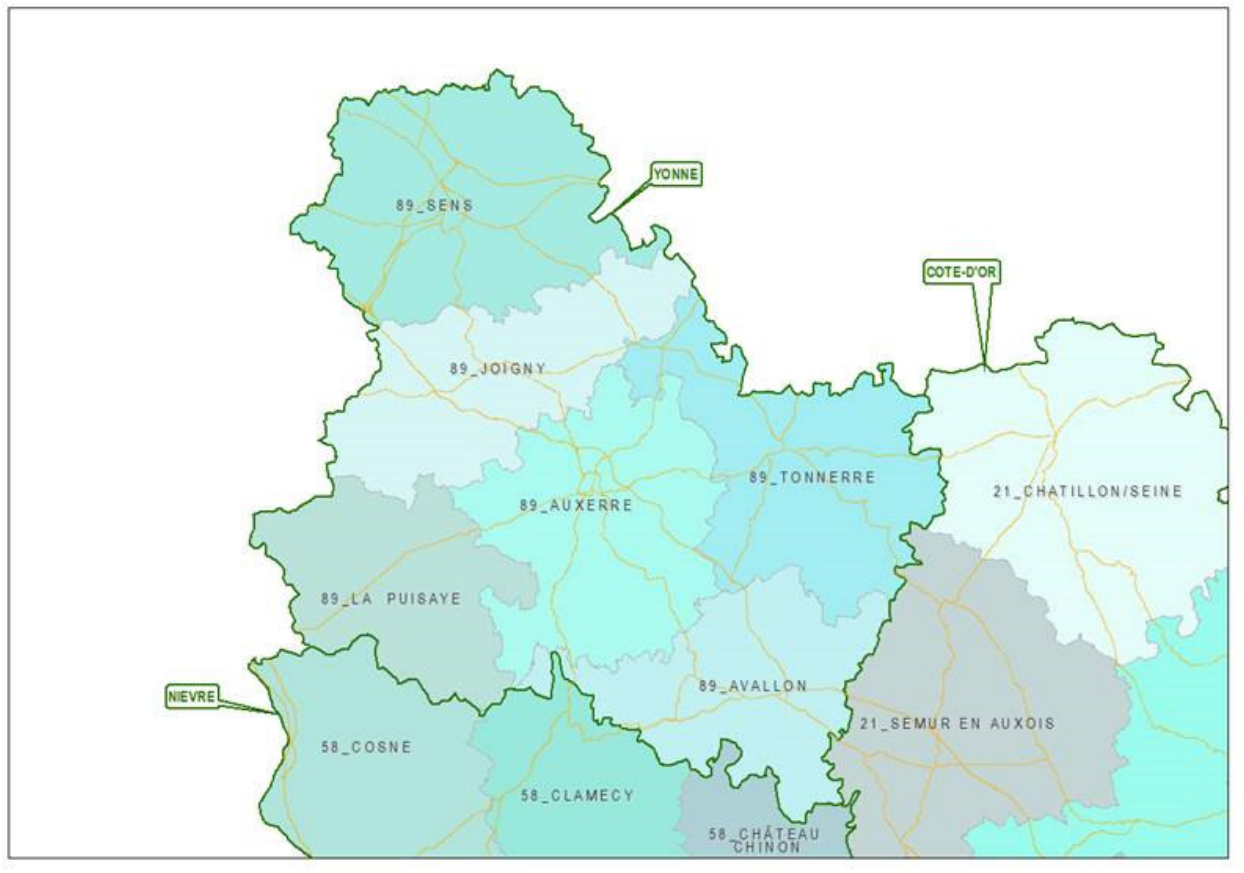 YONNE
89_SENS
COTE-D'OR
89_JOIGNY
89_TONNERRE
21_CHATILLON/SEINE
89_AUXERRE
89_LA PUISAYE
89_AVALLON
NIEVRE
21_SEMUR EN AUXOIS
58_COSNE
58_CLAMECY
58_CHÂTEAU
CHINON